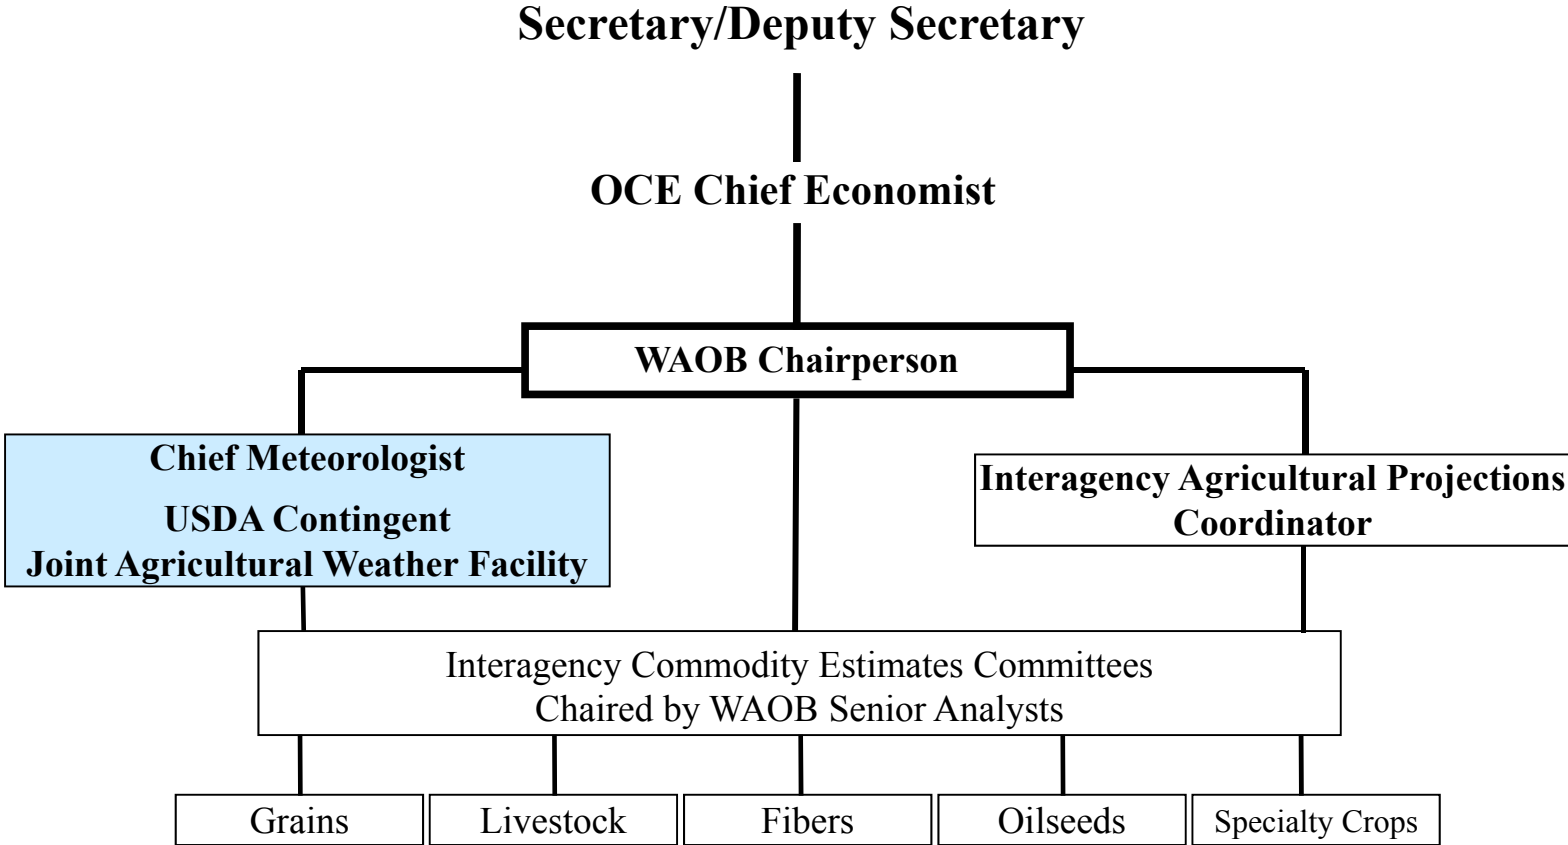 Secretary/Deputy Secretary
OCE Chief Economist
WAOB Chairperson
Chief Meteorologist
USDA Contingent
Joint Agricultural Weather Facility
Interagency Agricultural Projections
Coordinator
Interagency Commodity Estimates Committees
Chaired by WAOB Senior Analysts
Grains
Livestock
Fibers
Oilseeds
Specialty Crops